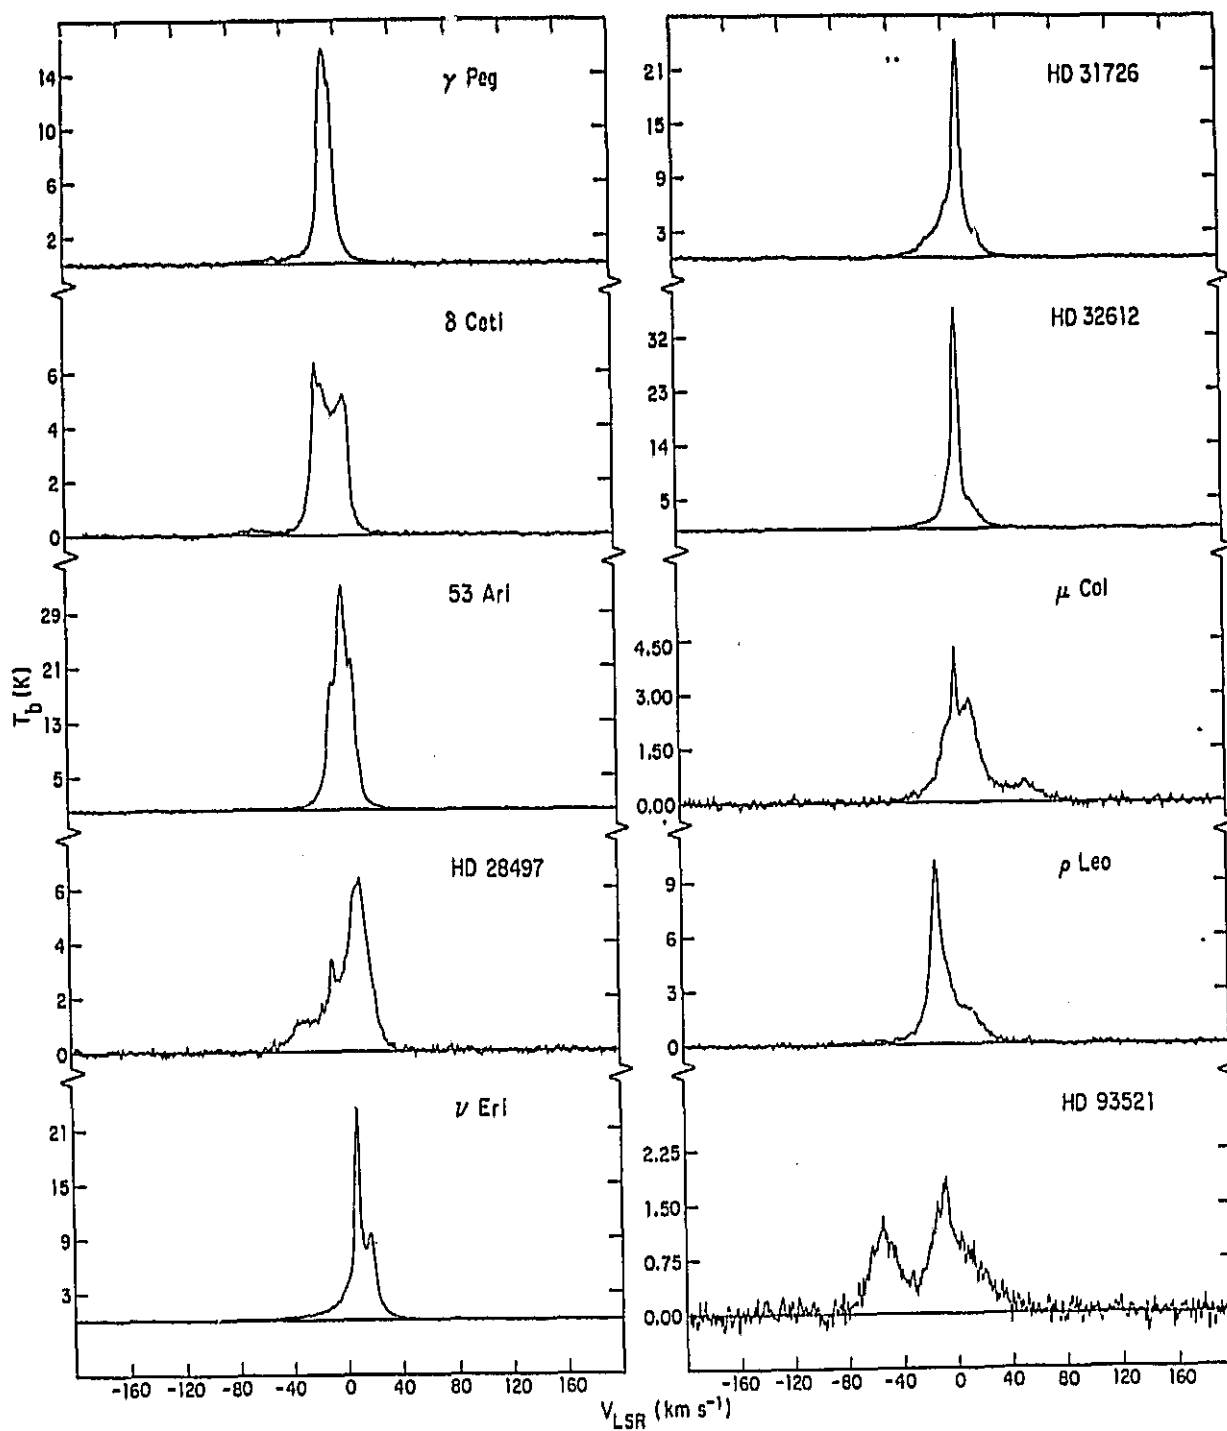 γ Peg
14
10
6
2
δ Ceti
6
4
2
0
53 Ari
29
21
13
5
T_b (K)
HD 28497
6
4
2
0
ν Eri
21
15
9
3
-160 -120 -80 -40 0 40 80 120 160
HD 31726
21
15
9
3
HD 32612
32
23
14
5
μ Col
4.50
3.00
1.50
0.00
ρ Leo
9
6
3
0
HD 93521
2.25
1.50
0.75
0.00
-160 -120 -80 -40 0 40 80 120 160
V_LSR (km s⁻¹)